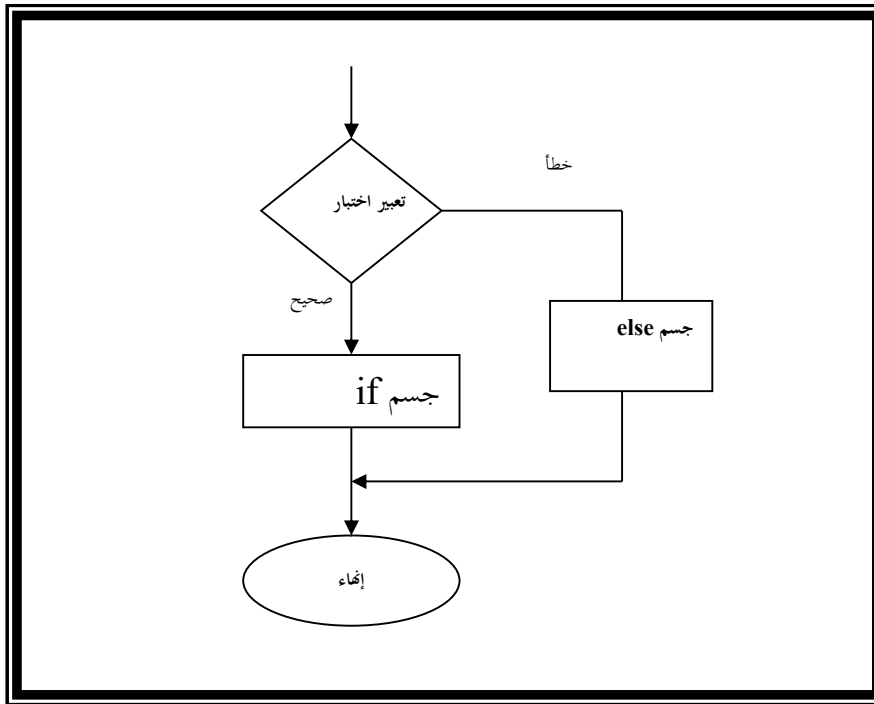 خطأ
تعبير اختبار
صحيح
جسم else
جسم if
إنهاء